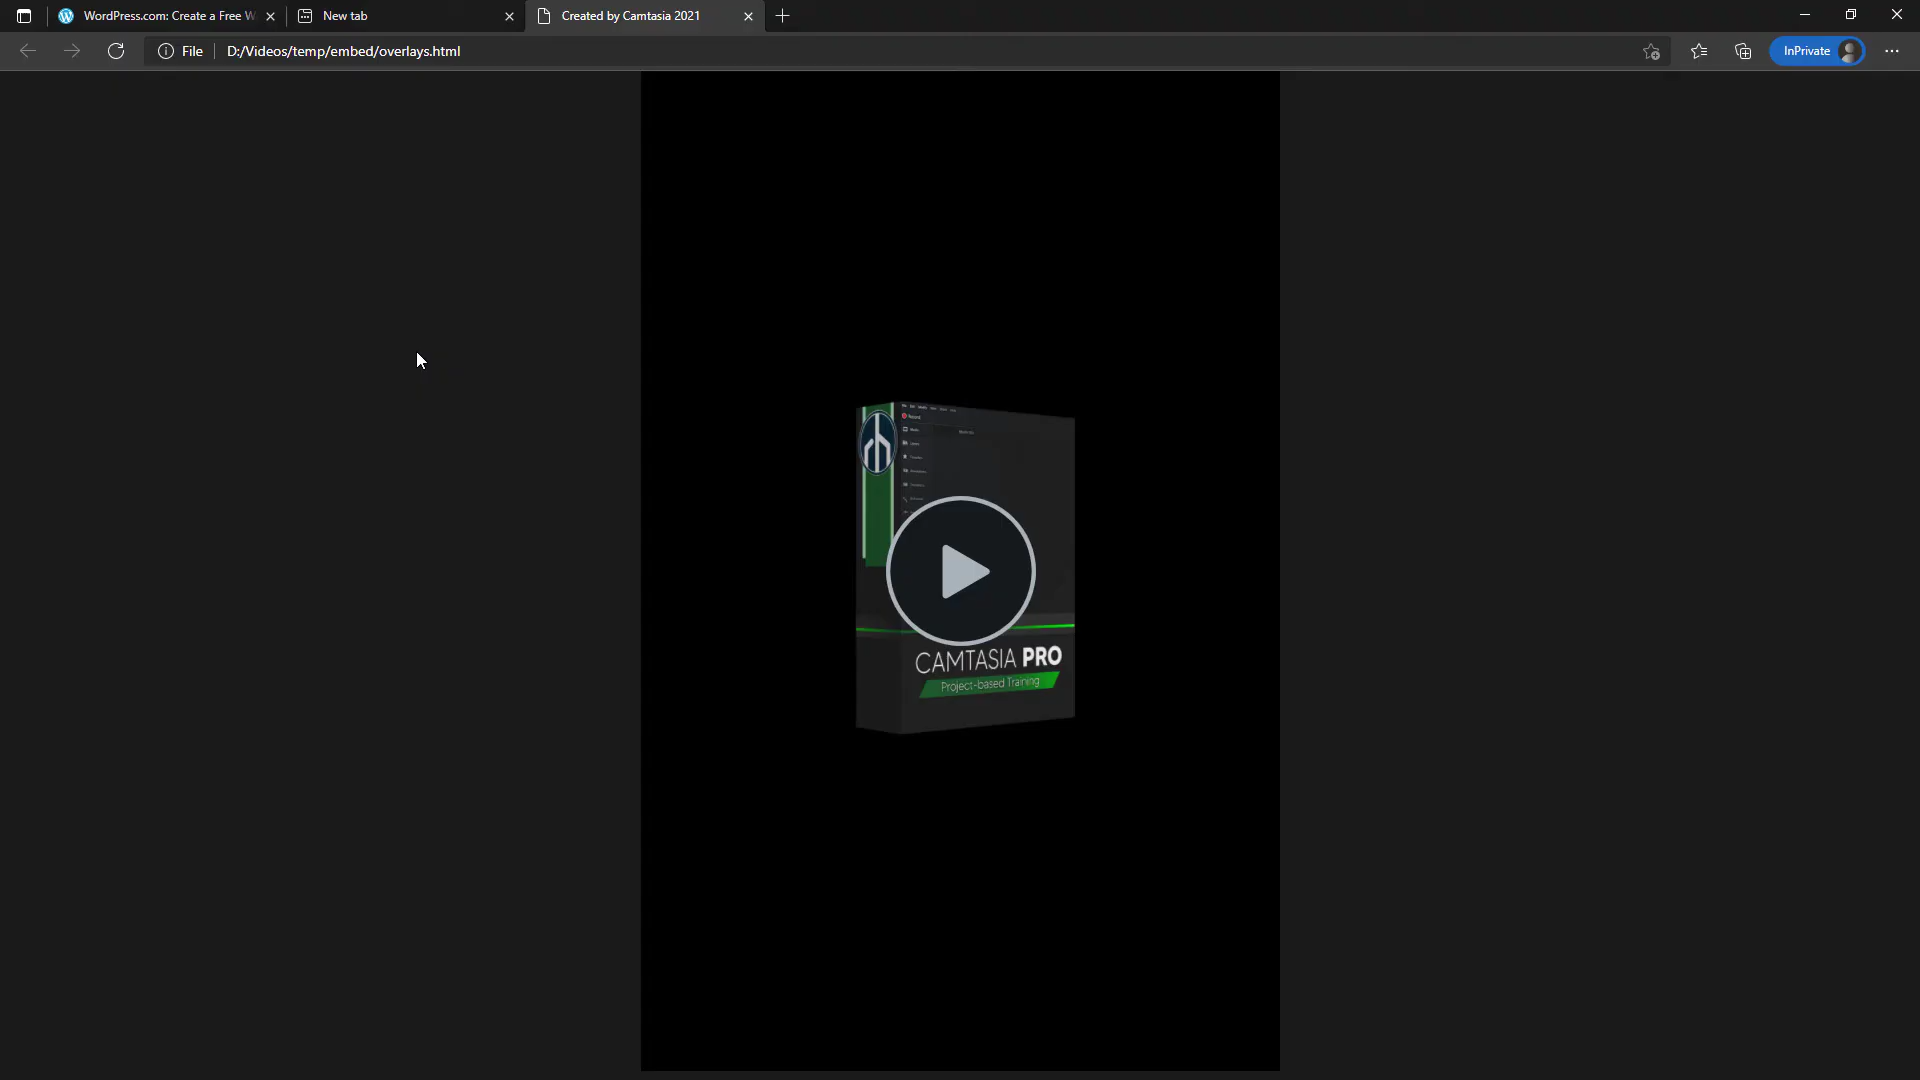 WordPress.com: Create a Free W
New tab
Created by Camtasia 2021
File
D:/Videos/temp/embed/overlays.html
InPrivate
CAMTASIA PRO
Project-based Training